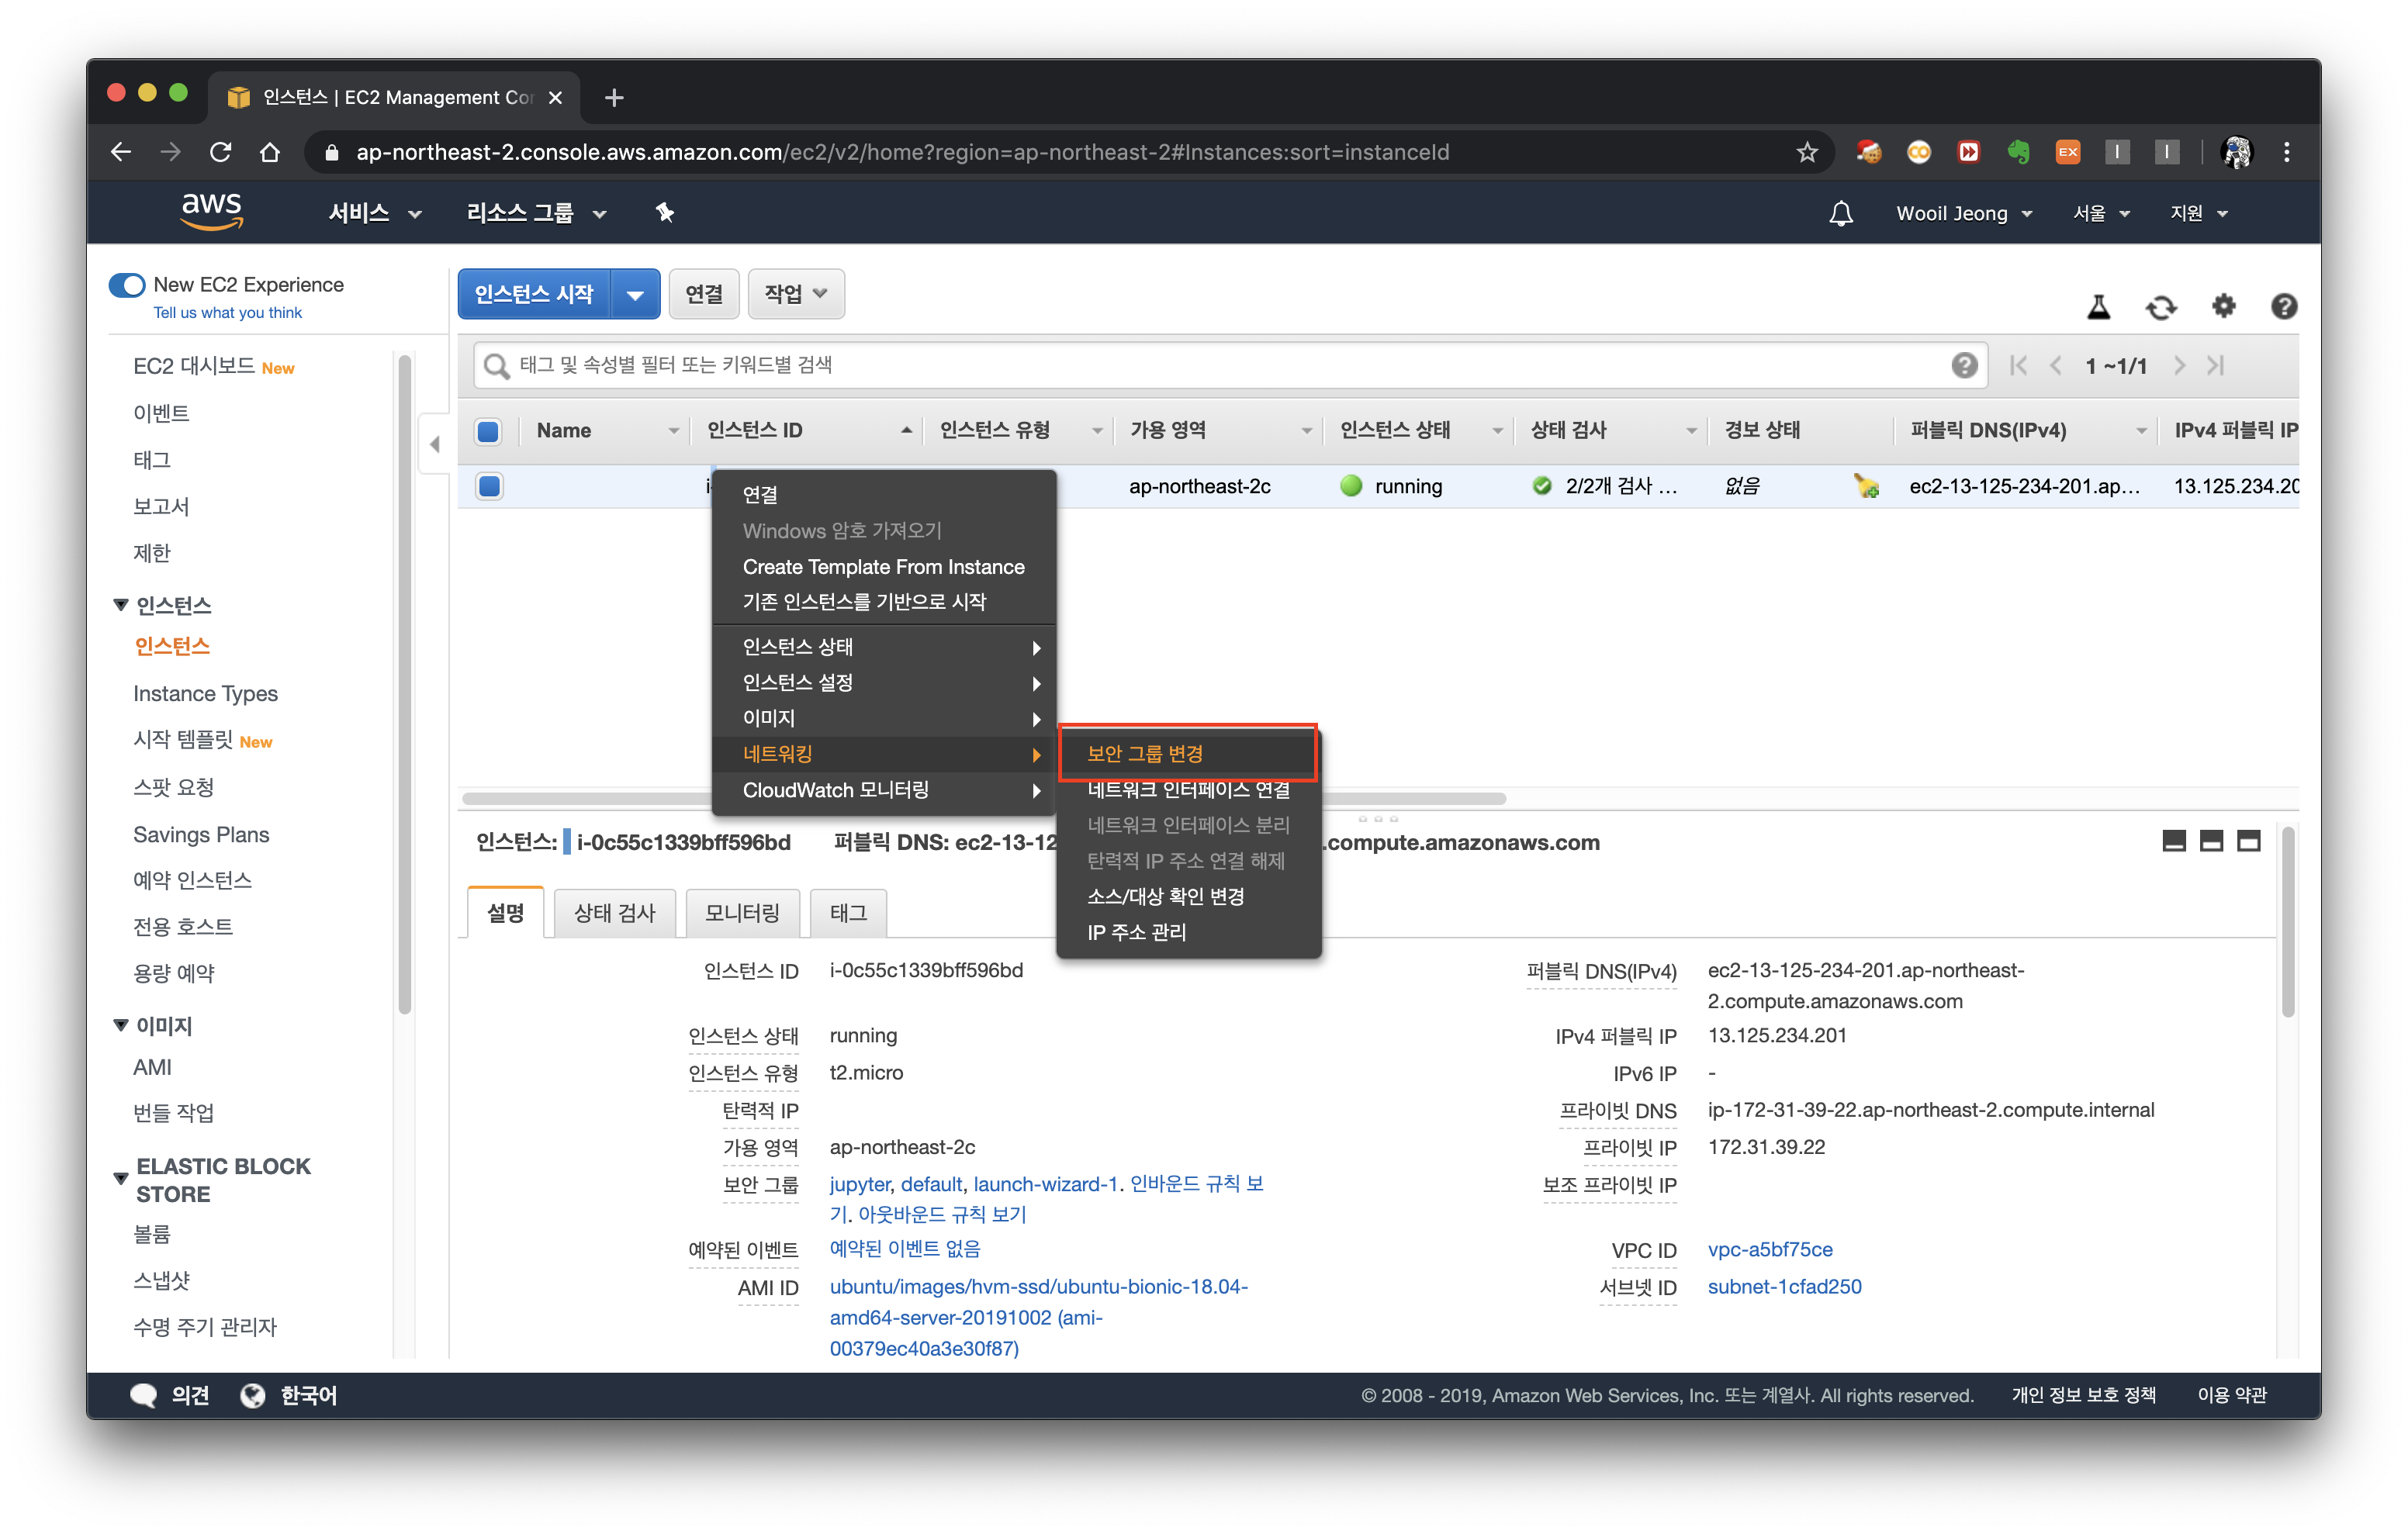 인스턴스 | EC2 Management Co
ap-northeast-2.console.aws.amazon.com/ec2/v2/home?region=ap-northeast-2#Instances:sort=instanceId
EX
aws 서비스 리소스 그룹 Wooil Jeong 서울 지원
New EC2 Experience
Tell us what you think
EC2 대시보드 New
이벤트
태그
보고서
제한
인스턴스
인스턴스
Instance Types
시작 템플릿 New
스팟 요청
Savings Plans
예약 인스턴스
전용 호스트
용량 예약
이미지
AMI
번들 작업
ELASTIC BLOCK
STORE
볼륨
스냅샷
수명 주기 관리자
인스턴스 시작 연결 작업
태그 및 속성별 필터 또는 키워드별 검색 1 ~1/1
Name 인스턴스 ID 인스턴스 유형 가용 영역 인스턴스 상태 상태 검사 경보 상태 퍼블릭 DNS(IPv4) IPv4 퍼블릭 IP
i- ap-northeast-2c running 2/2개 검사 ... 없음 ec2-13-125-234-201.ap... 13.125.234.20
연결
Windows 암호 가져오기
Create Template From Instance
기존 인스턴스를 기반으로 시작
인스턴스 상태
인스턴스 설정
이미지
네트워킹
CloudWatch 모니터링
보안 그룹 변경
네트워크 인터페이스 연결
네트워크 인터페이스 분리
탄력적 IP 주소 연결 해제
소스/대상 확인 변경
IP 주소 관리
인스턴스: i-0c55c1339bff596bd 퍼블릭 DNS: ec2-13-12 .compute.amazonaws.com
설명 상태 검사 모니터링 태그
인스턴스 ID i-0c55c1339bff596bd
인스턴스 상태 running
인스턴스 유형 t2.micro
탄력적 IP
가용 영역 ap-northeast-2c
보안 그룹 jupyter, default, launch-wizard-1. 인바운드 규칙 보
기. 아웃바운드 규칙 보기
예약된 이벤트 예약된 이벤트 없음
AMI ID ubuntu/images/hvm-ssd/ubuntu-bionic-18.04-
amd64-server-20191002 (ami-
00379ec40a3e30f87)
퍼블릭 DNS(IPv4) ec2-13-125-234-201.ap-northeast-
2.compute.amazonaws.com
IPv4 퍼블릭 IP 13.125.234.201
IPv6 IP -
프라이빗 DNS ip-172-31-39-22.ap-northeast-2.compute.internal
프라이빗 IP 172.31.39.22
보조 프라이빗 IP
VPC ID vpc-a5bf75ce
서브넷 ID subnet-1cfad250
의견 한국어 © 2008 - 2019, Amazon Web Services, Inc. 또는 계열사. All rights reserved. 개인 정보 보호 정책 이용 약관